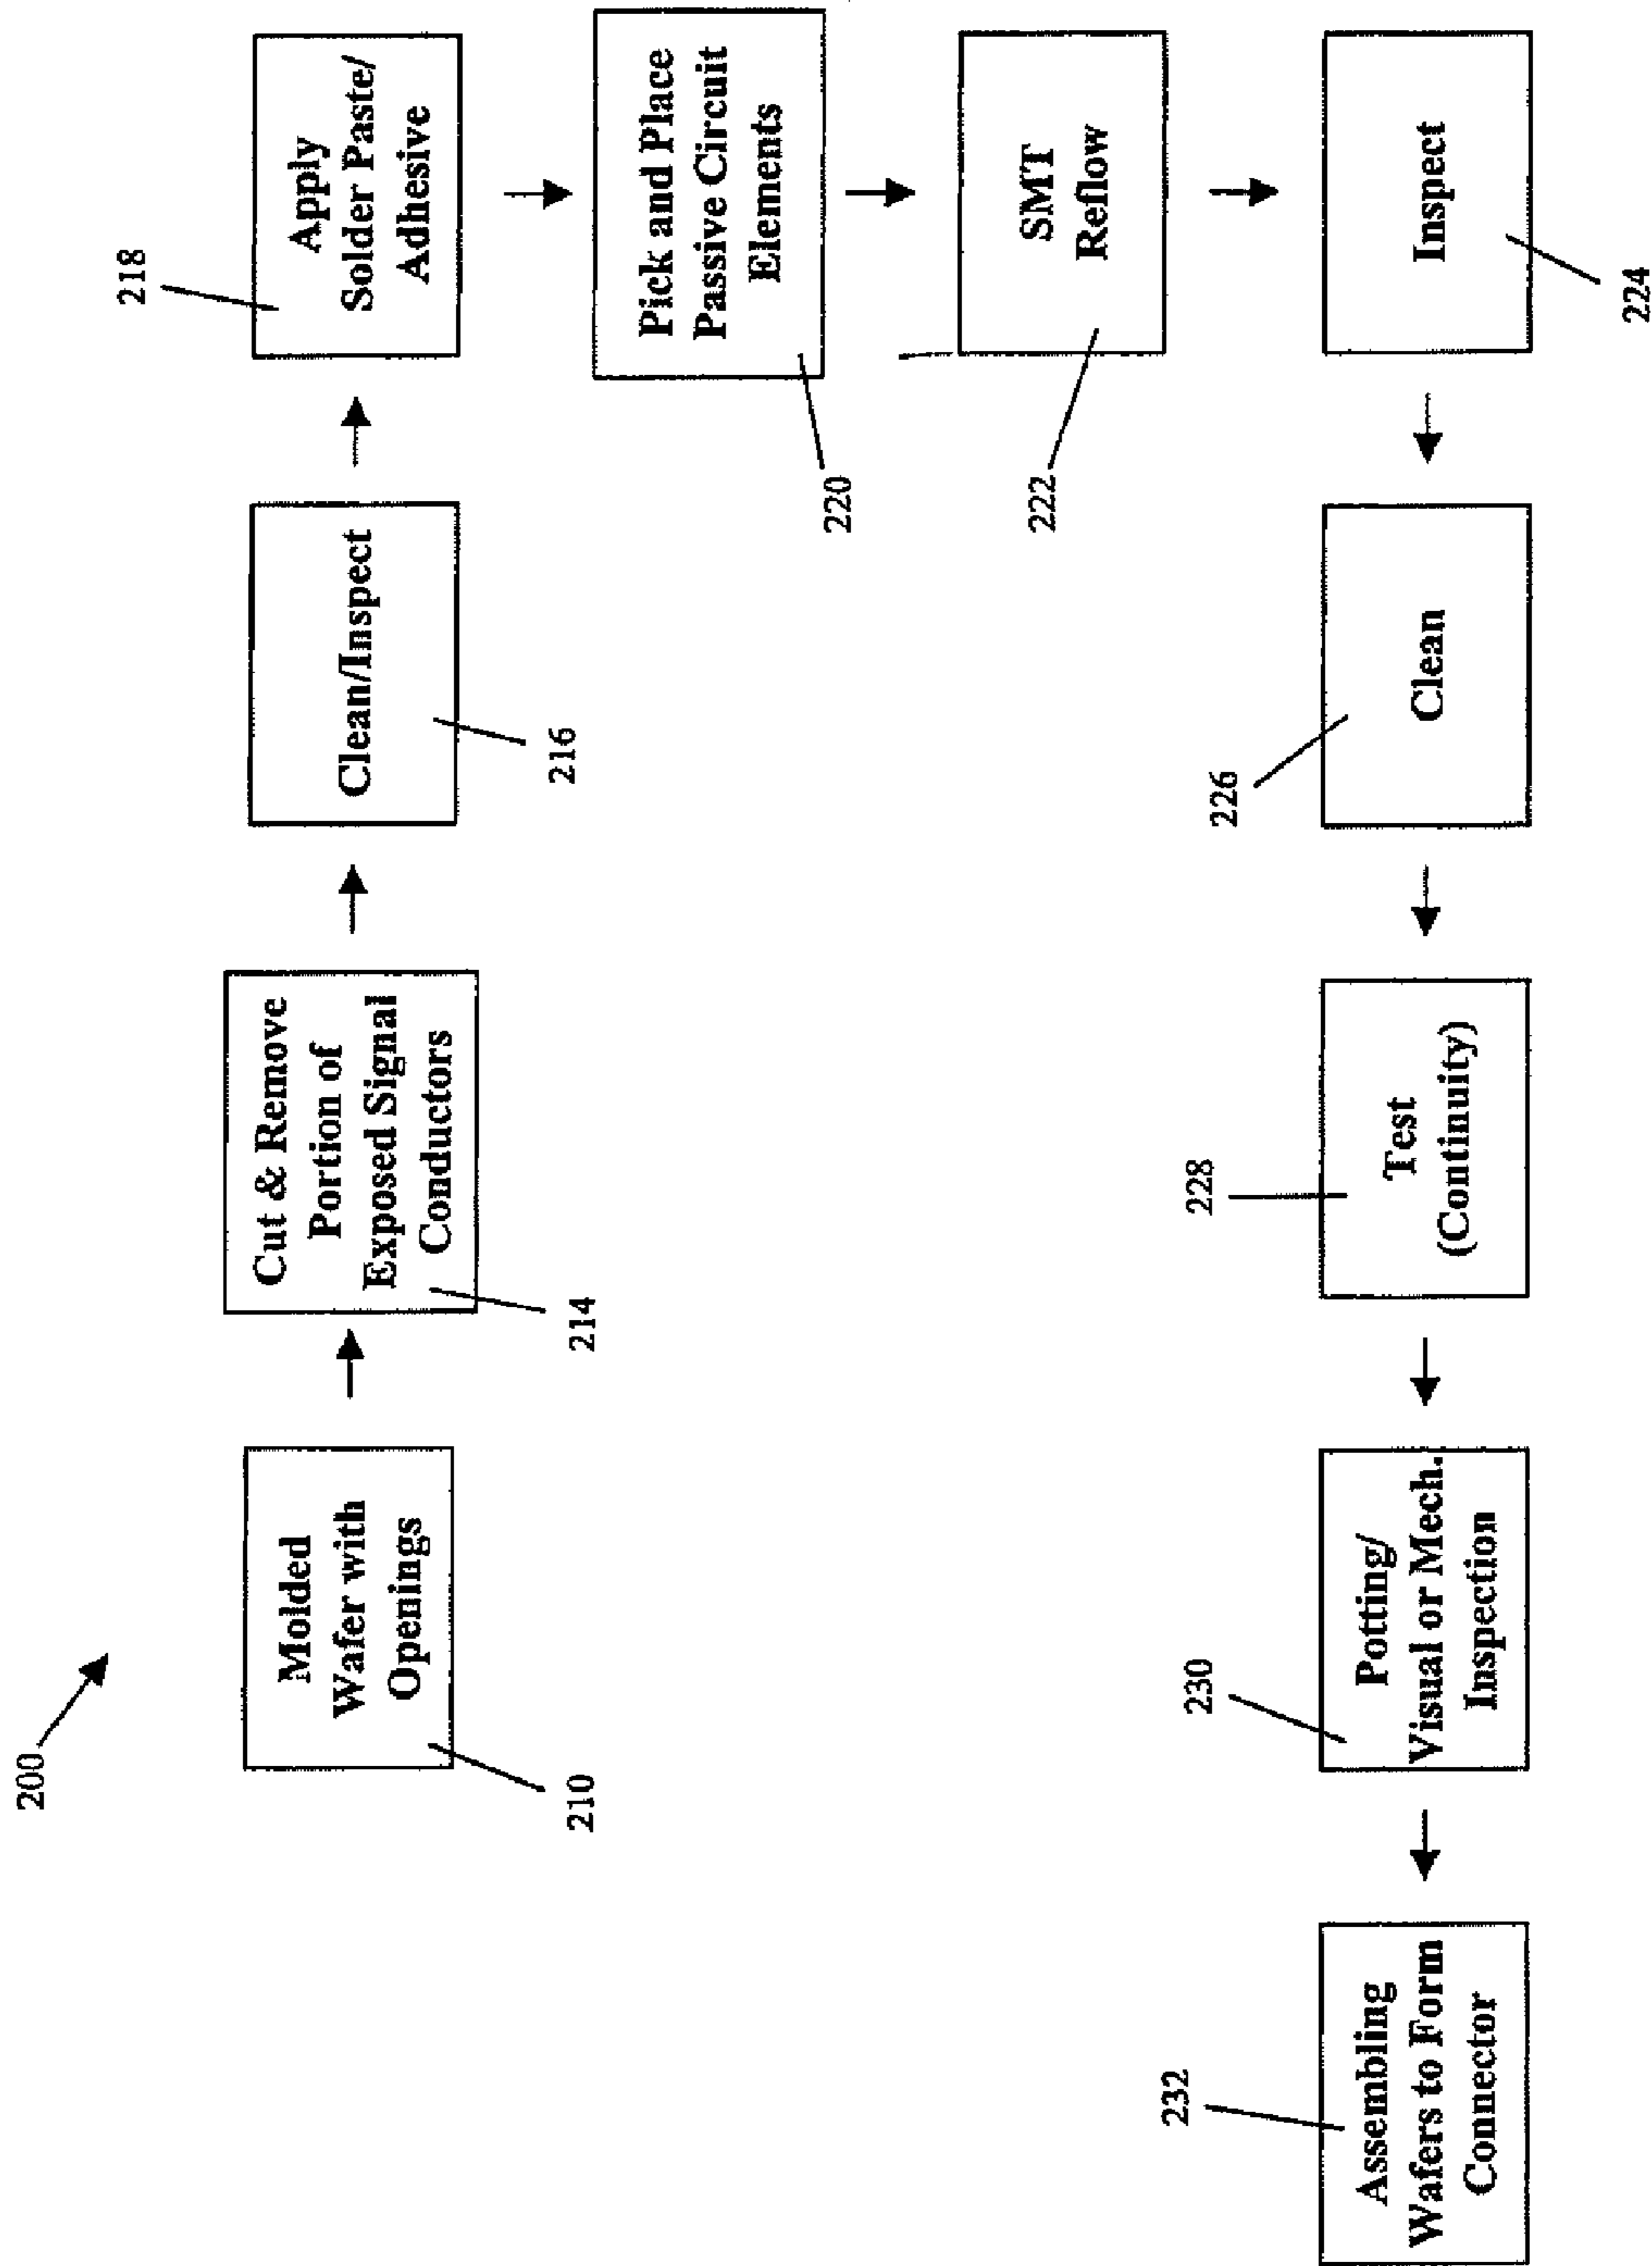 200
Molded
Wafer with
Openings
210
Cut & Remove
Portion of
Exposed Signal
Conductors
214
Clean/Inspect
216
Apply
Solder Paste/
Adhesive
218
Pick and Place
Passive Circuit
Elements
220
SMT
Reflow
222
Inspect
224
Clean
226
Test
(Continuity)
228
Potting/
Visual or Mech.
Inspection
230
Assembling
Wafers to Form
Connector
232